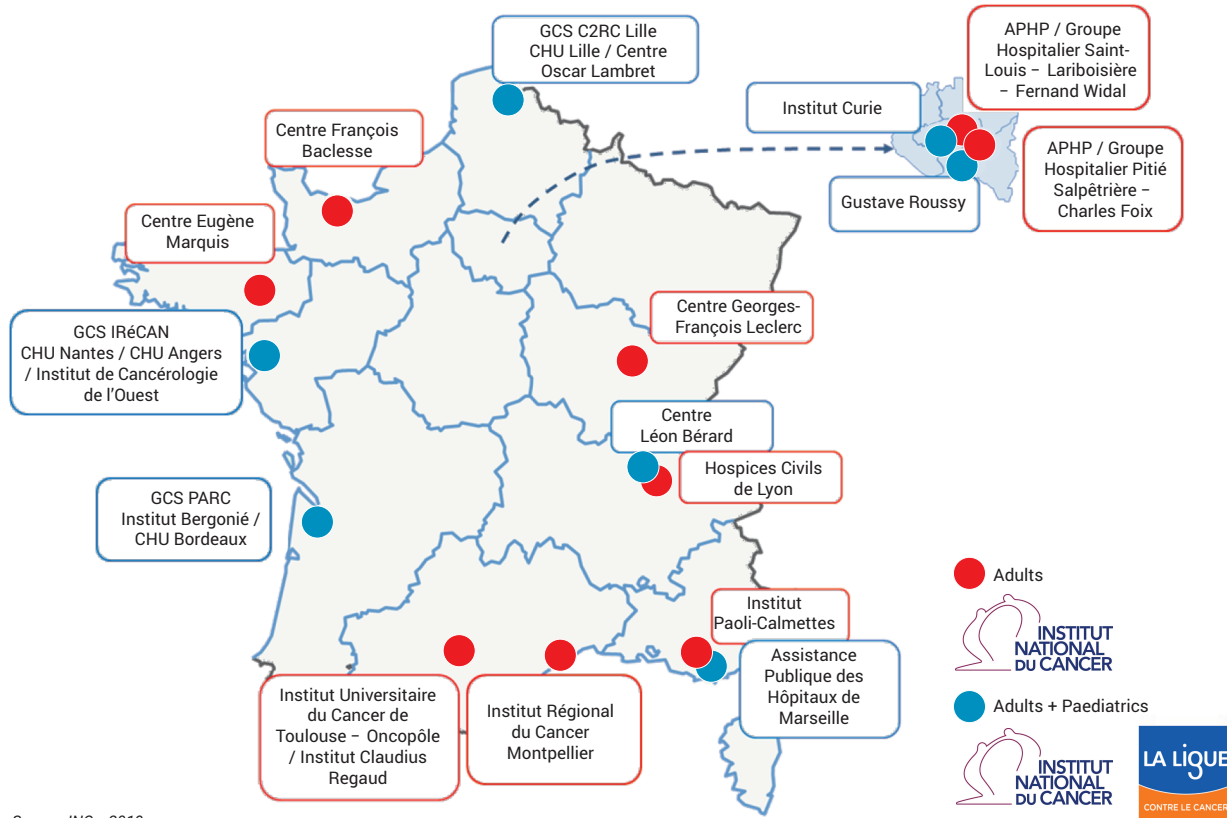 GCS C2RC Lille
CHU Lille / Centre
Oscar Lambret
APHP / Groupe
Hospitalier Saint-
Louis – Lariboisière
– Fernand Widal
Institut Curie
Centre François
Baclesse
APHP / Groupe
Hospitalier Pitié
Salpêtrière –
Charles Foix
Gustave Roussy
Centre Eugène
Marquis
Centre Georges-
François Leclerc
GCS IRéCAN
CHU Nantes / CHU Angers
/ Institut de Cancérologie
de l'Ouest
Centre
Léon Bérard
Hospices Civils
de Lyon
GCS PARC
Institut Bergonié /
CHU Bordeaux
Adults
INSTITUT
NATIONAL
DU CANCER
Institut
Paoli-Calmettes
Assistance
Publique des
Hôpitaux de
Marseille
Institut Universitaire
du Cancer de
Toulouse – Oncopôle
/ Institut Claudius
Regaud
Institut Régional
du Cancer
Montpellier
Adults + Paediatrics
INSTITUT
NATIONAL
DU CANCER
LA LiGUE
CONTRE LE CANCER